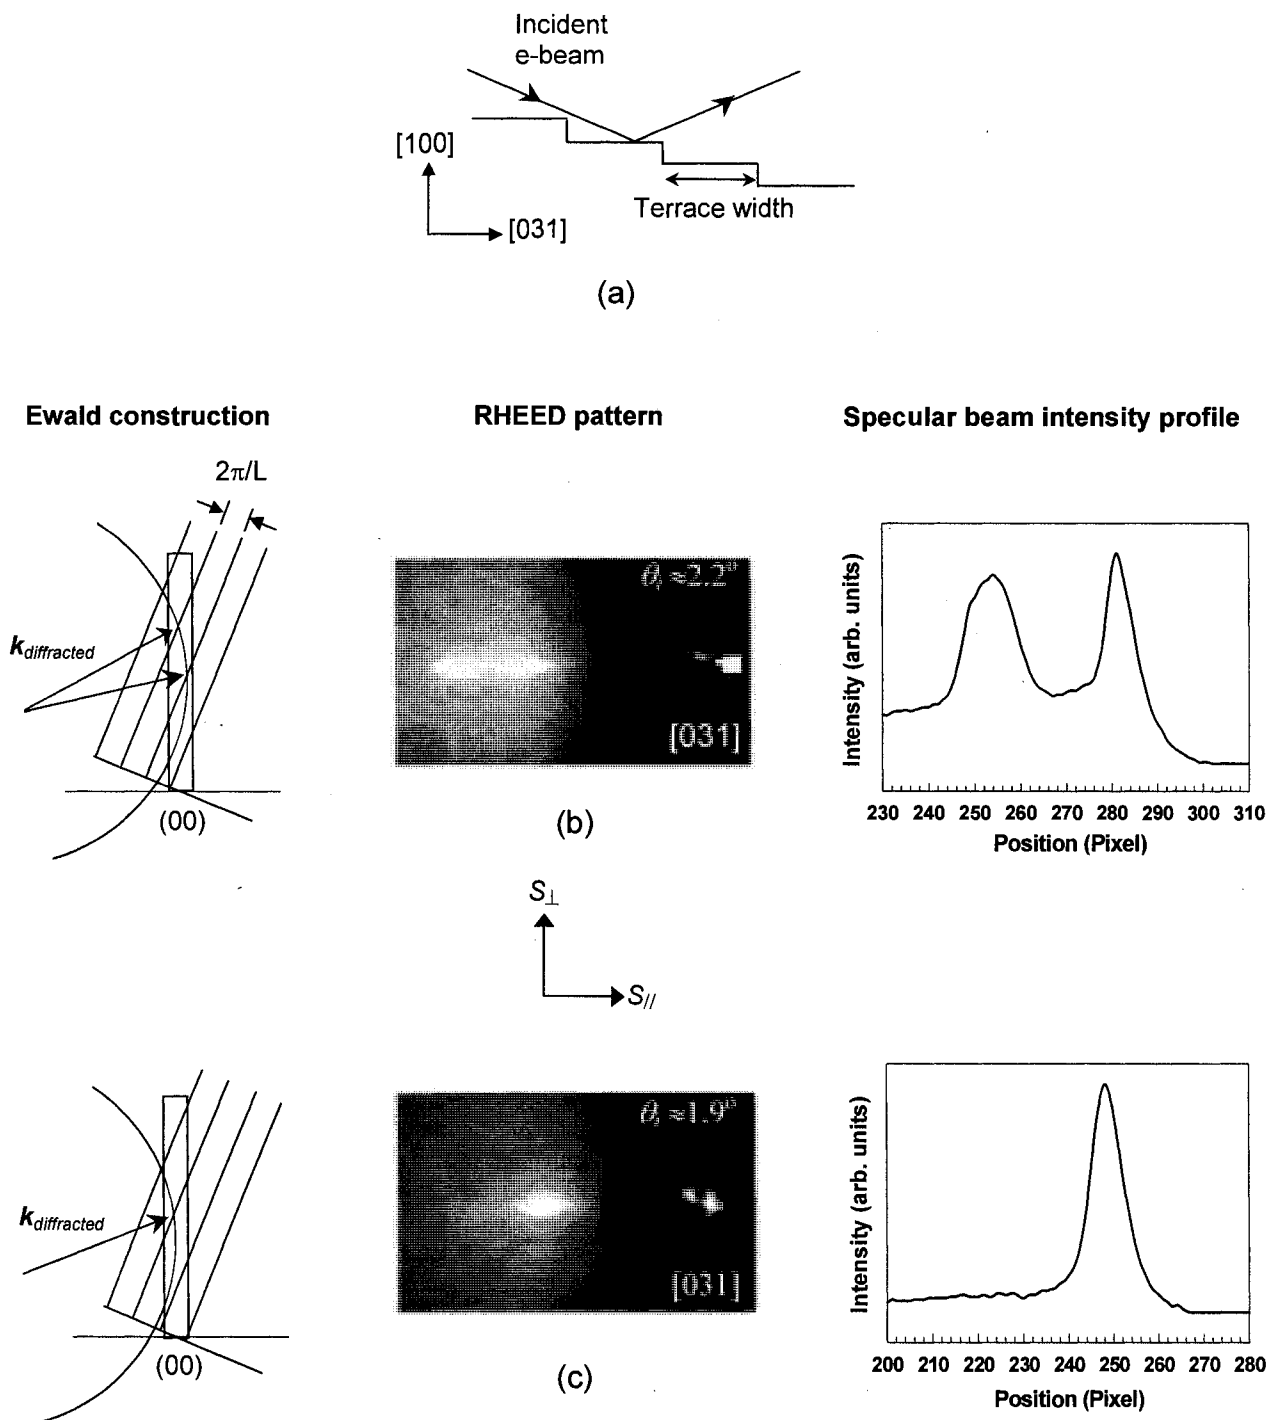 Incident
e-beam
[100]
[031]
Terrace width
(a)
Ewald construction
RHEED pattern
Specular beam intensity profile
2π/L
k diffracted
(00)
θᵢ ≈2.2°
[031]
(b)
Intensity (arb. units)
230 240 250 260 270 280 290 300 310
Position (Pixel)
S⊥
S//
k diffracted
(00)
θᵢ ≈1.9°
[031]
(c)
Intensity (arb. units)
200 210 220 230 240 250 260 270 280
Position (Pixel)